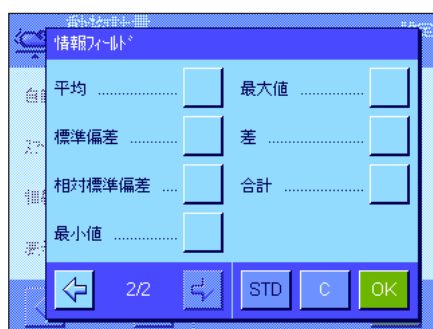 情報フィールド
平均 ................. 最大値 ..............
標準偏差 .......... 差 ......................
相対標準偏差 .... 合計 .................
最小値 ..............
2/2 STD C OK